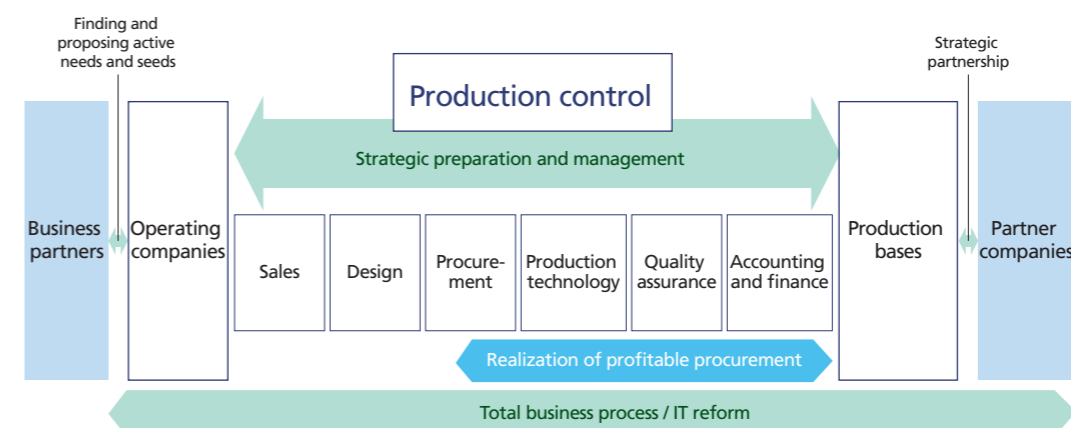 Finding and
proposing active
needs and seeds
Strategic
partnership
Production control
Strategic preparation and management
Business
partners
Operating
companies
Sales
Design
Procure-
ment
Production
technology
Quality
assurance
Accounting
and finance
Production
bases
Partner
companies
Realization of profitable procurement
Total business process / IT reform